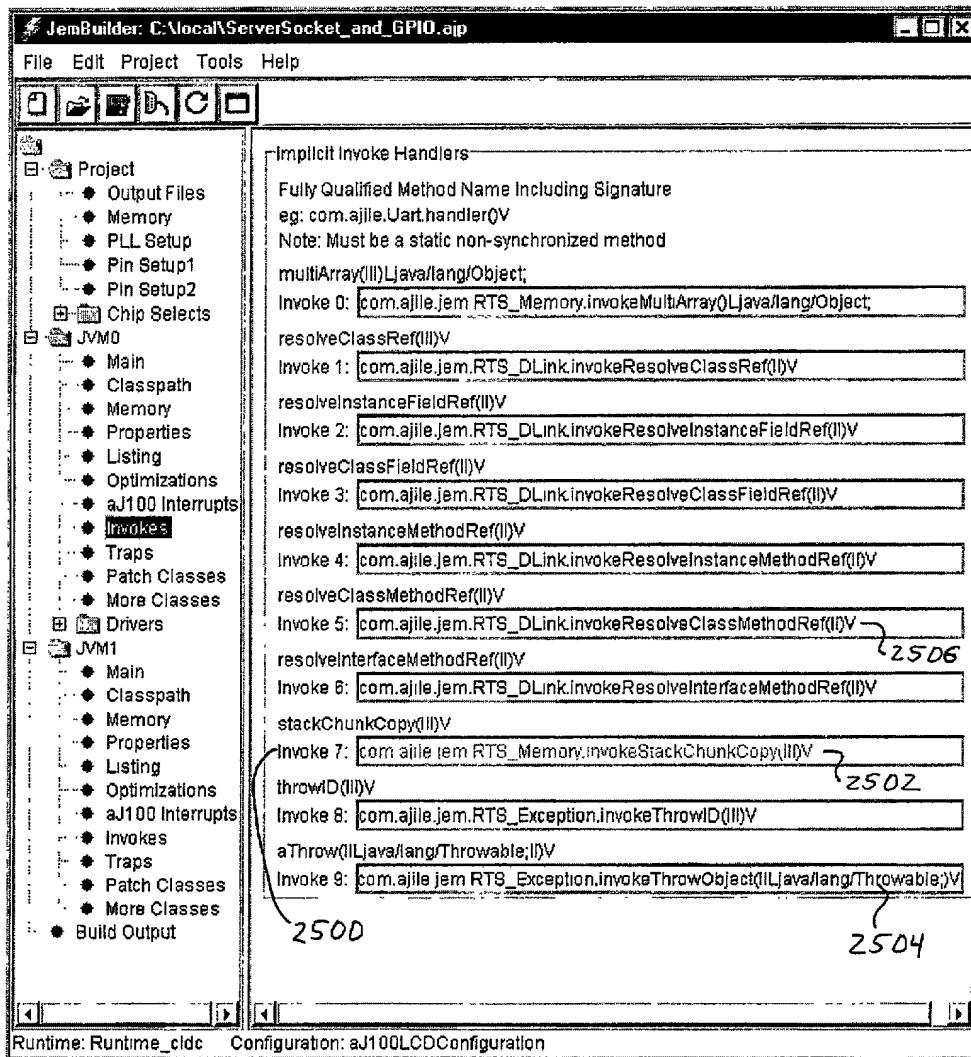 JemBuilder: C:\local\ServerSocket_and_GPIO.ajp
File Edit Project Tools Help
Project
Output Files
Memory
PLL Setup
Pin Setup1
Pin Setup2
Chip Selects
JVM0
Main
Classpath
Memory
Properties
Listing
Optimizations
aJ100 Interrupts
Invokes
Traps
Patch Classes
More Classes
Drivers
JVM1
Main
Classpath
Memory
Properties
Listing
Optimizations
aJ100 Interrupts
Invokes
Traps
Patch Classes
More Classes
Build Output
Implicit Invoke Handlers
Fully Qualified Method Name Including Signature
eg: com.ajile.Uart.handler()V
Note: Must be a static non-synchronized method
multiArray(III)Ljava/lang/Object;
Invoke 0: com.ajile.jem RTS_Memory.invokeMultiArray()Ljava/lang/Object;
resolveClassRef(III)V
Invoke 1: com.ajile.jem.RTS_DLink.invokeResolveClassRef(I)V
resolveInstanceFieldRef(II)V
Invoke 2: com.ajile.jem.RTS_DLink.invokeResolveInstanceFieldRef(II)V
resolveClassFieldRef(II)V
Invoke 3: com.ajile.jem.RTS_DLink.invokeResolveClassFieldRef(II)V
resolveInstanceMethodRef(II)V
Invoke 4: com.ajile.jem.RTS_DLink.invokeResolveInstanceMethodRef(II)V
resolveClassMethodRef(II)V
Invoke 5: com.ajile.jem.RTS_DLink.invokeResolveClassMethodRef(II)V
2506
resolveInterfaceMethodRef(II)V
Invoke 6: com.ajile.jem.RTS_DLink.invokeResolveInterfaceMethodRef(II)V
stackChunkCopy(III)V
Invoke 7: com ajile jem RTS_Memory.invokeStackChunkCopy(III)V
2502
throwID(III)V
Invoke 8: com.ajile.jem.RTS_Exception.invokeThrowID(III)V
aThrow(IILjava/lang/Throwable;II)V
Invoke 9: com.ajile jem RTS_Exception.invokeThrowObject(IILjava/lang/Throwable;)V
2500
2504
Runtime: Runtime_cldc Configuration: aJ100LCDConfiguration